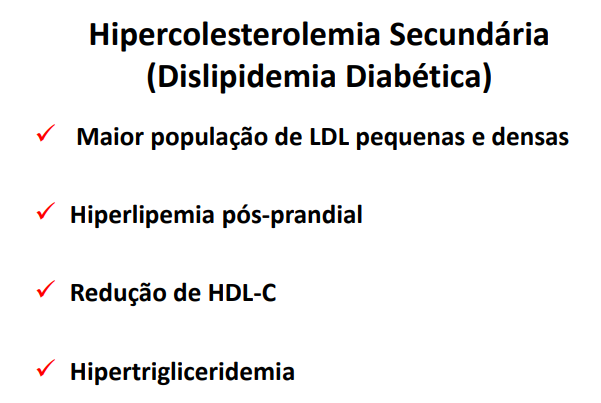 Hipercolesterolemia Secundária
(Dislipidemia Diabética)
✓ Maior população de LDL pequenas e densas
✓ Hiperlipemia pós-prandial
✓ Redução de HDL-C
✓ Hipertrigliceridemia